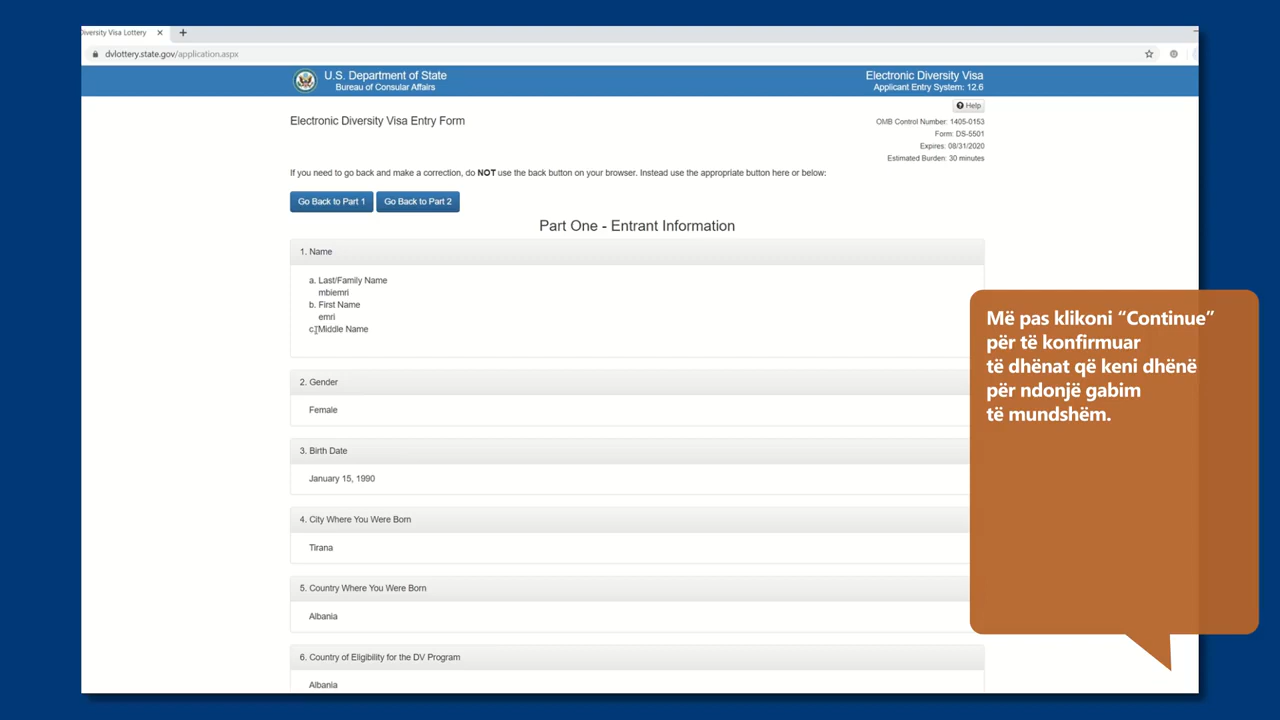 iversity Visa Lottery
dvlottery.state.gov/application.aspx
U.S. Department of State
Bureau of Consular Affairs
Electronic Diversity Visa
Applicant Entry System: 12.6
Help
Electronic Diversity Visa Entry Form
OMB Control Number: 1405-0153
Form: DS-5501
Expires: 08/31/2020
Estimated Burden: 30 minutes
If you need to go back and make a correction, do NOT use the back button on your browser. Instead use the appropriate button here or below:
Go Back to Part 1 Go Back to Part 2
Part One - Entrant Information
1. Name
a. Last/Family Name
mbiemri
b. First Name
emri
c. Middle Name
2. Gender
Female
3. Birth Date
January 15, 1990
4. City Where You Were Born
Tirana
5. Country Where You Were Born
Albania
6. Country of Eligibility for the DV Program
Albania
Më pas klikoni “Continue”
për të konfirmuar
të dhënat që keni dhënë
për ndonjë gabim
të mundshëm.